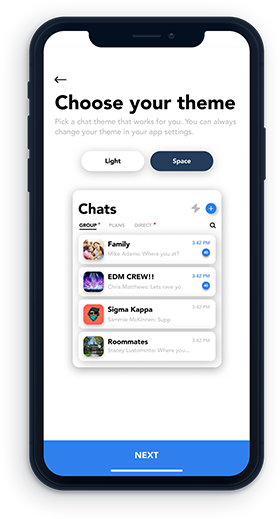 Choose your theme
Pick a chat theme that works for you. You can always
change your theme in your app settings.
Light Space
Chats
GROUP PLANS DIRECT
Family 3:42 PM
Mike Adams: Where you at?
EDM CREW!! 3:42 PM
Chris Matthews: Lets rave yo
Sigma Kappa 3:42 PM
Sammie McKinnen: Supp
Roommates 3:42 PM
Stacey Lustommo: Where you...
NEXT